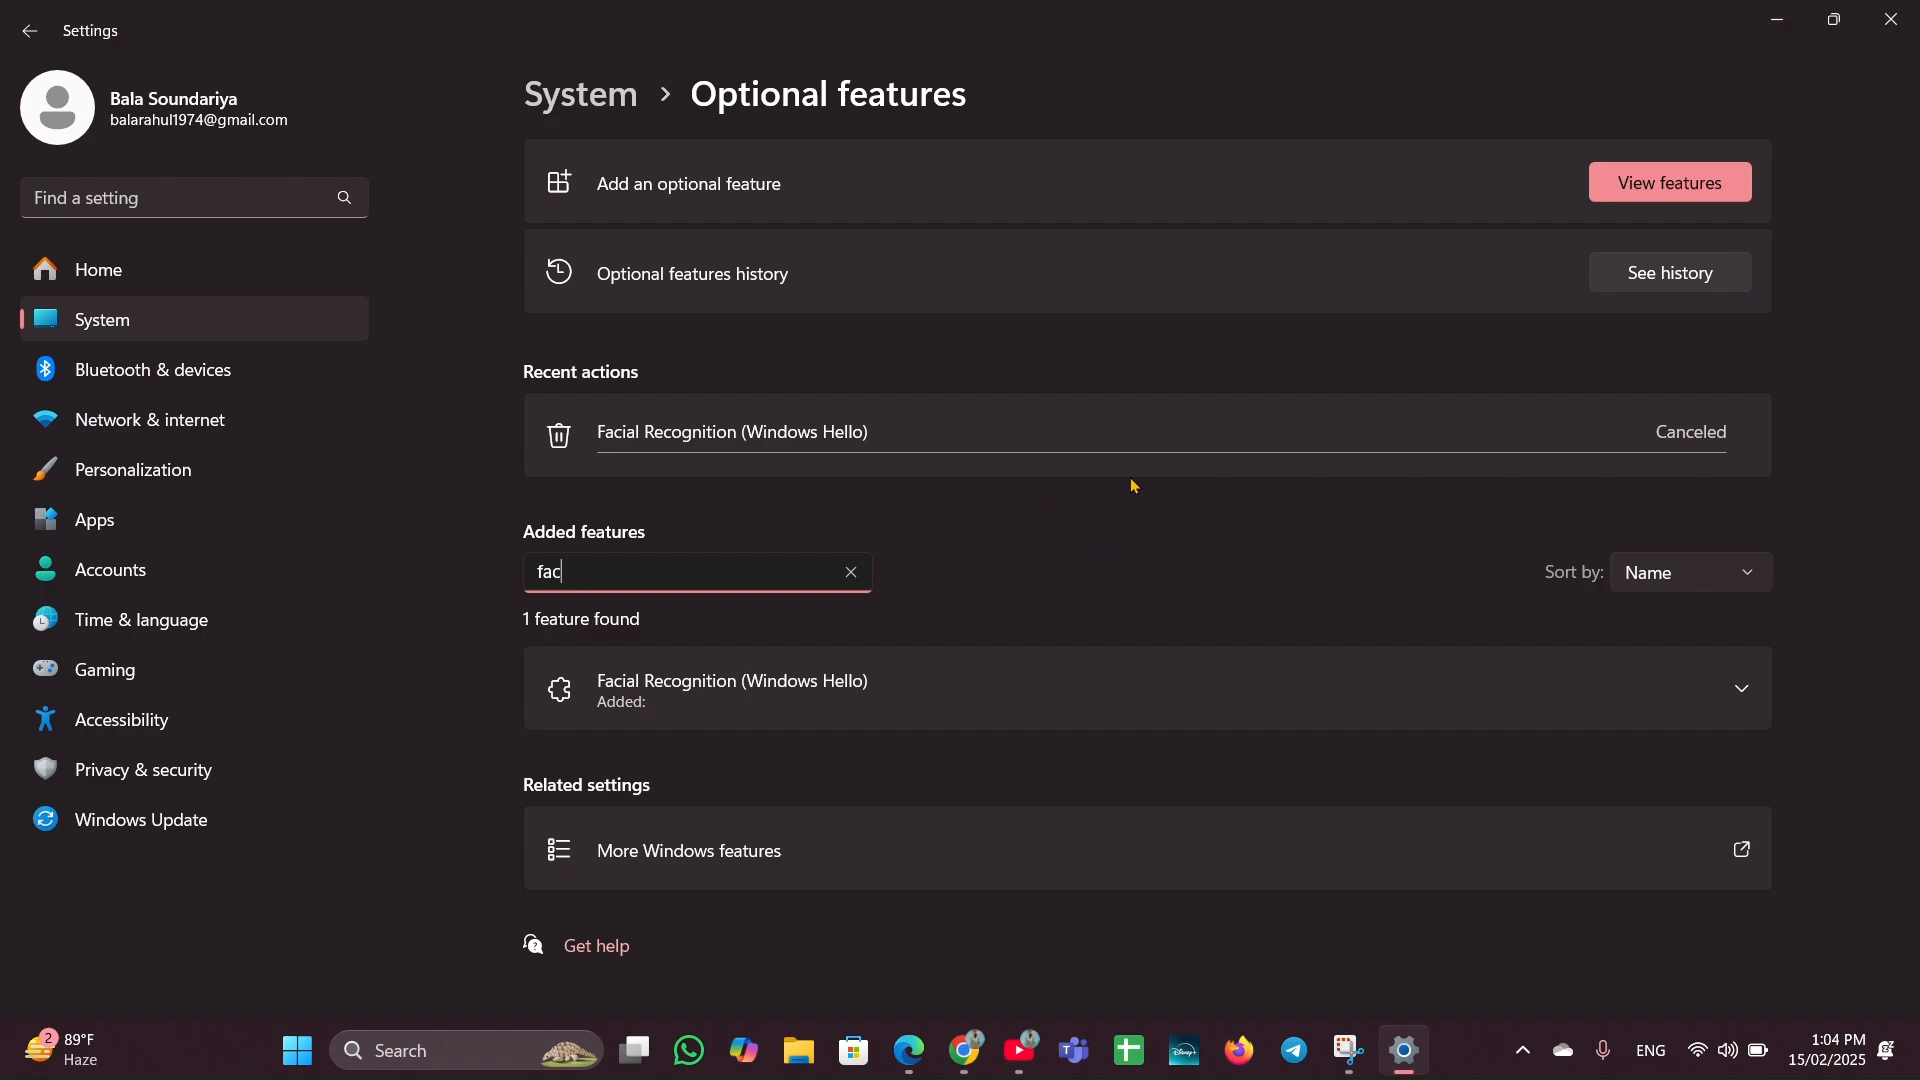 Settings
Bala Soundariya
balarahul1974@gmail.com
Find a setting
Home
System
Bluetooth & devices
Network & internet
Personalization
Apps
Accounts
Time & language
Gaming
Accessibility
Privacy & security
Windows Update
System > Optional features
Add an optional feature
View features
Optional features history
See history
Recent actions
Facial Recognition (Windows Hello)
Canceled
Added features
fac
Sort by: Name
1 feature found
Facial Recognition (Windows Hello)
Added:
Related settings
More Windows features
Get help
2
89°F
Haze
Search
Disney+
ENG
1:04 PM
15/02/2025